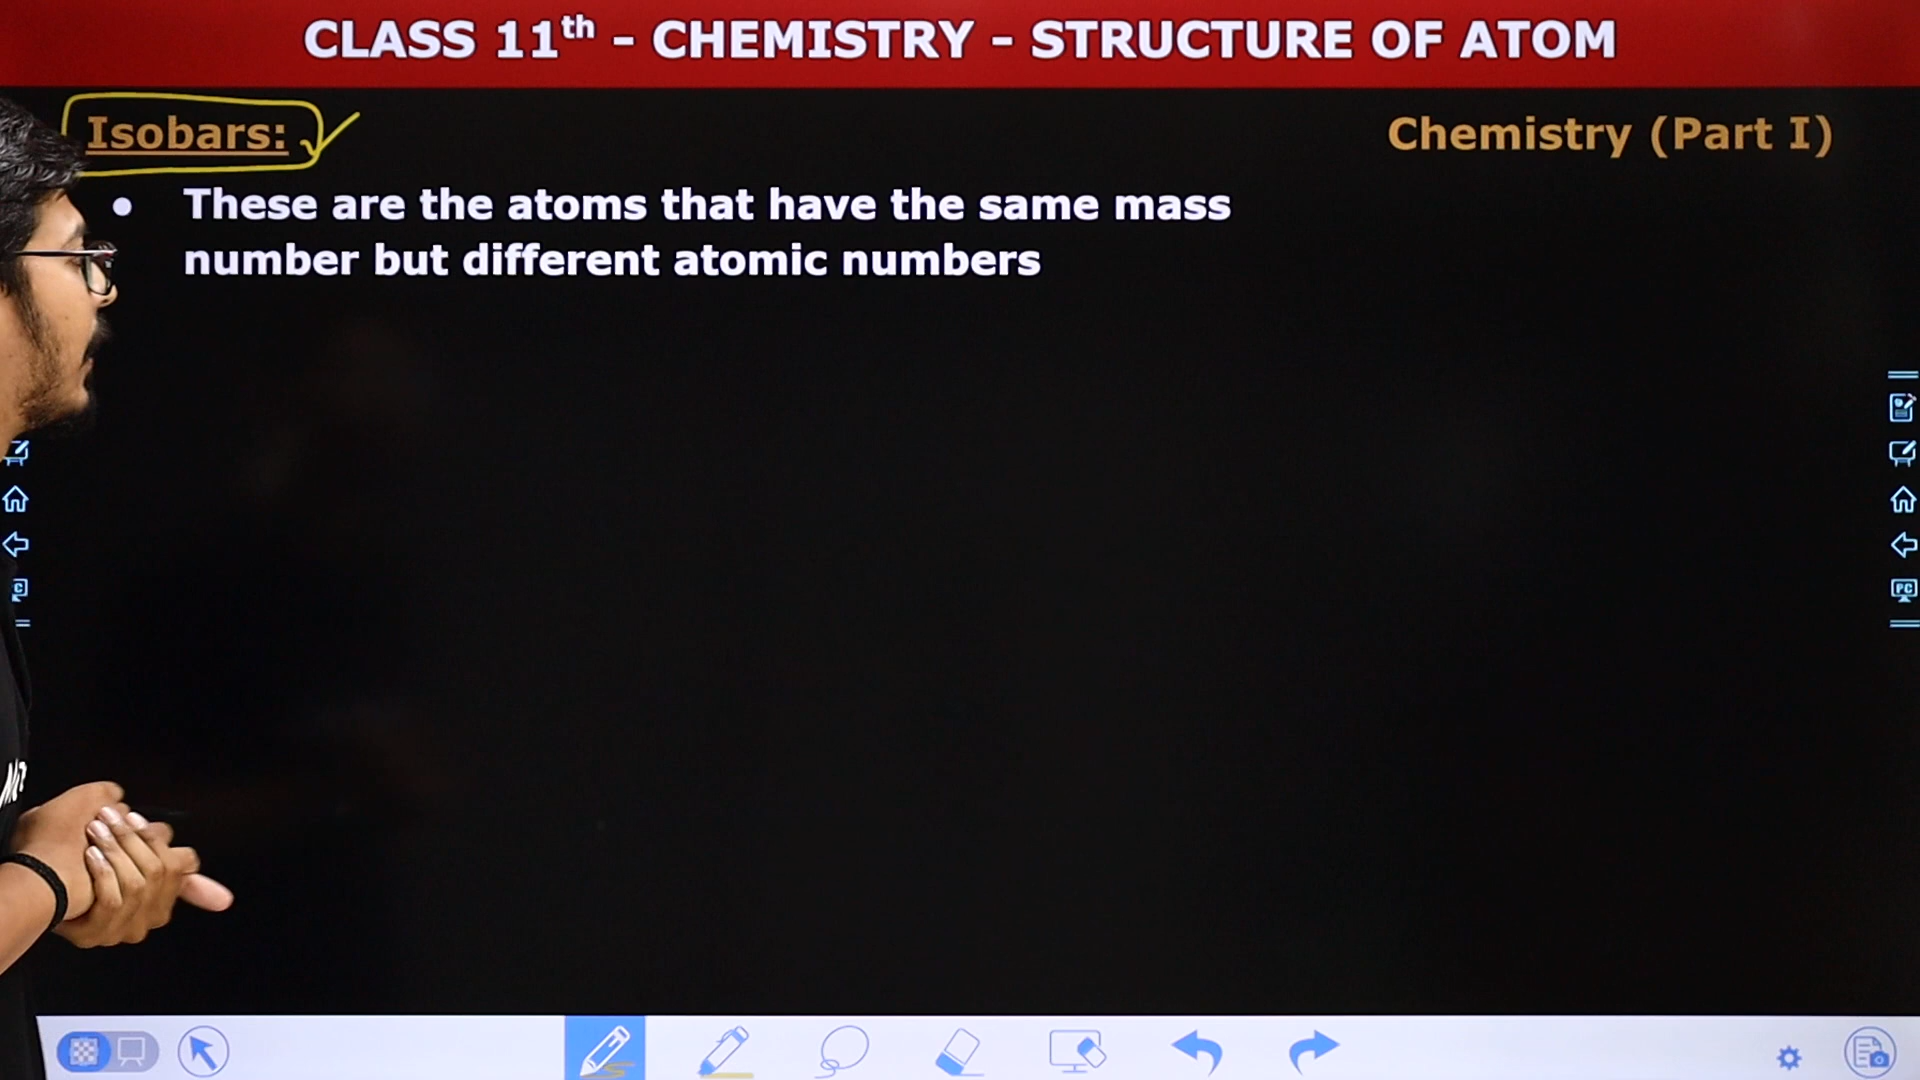 CLASS 11th - CHEMISTRY - STRUCTURE OF ATOM
Isobars:
Chemistry (Part I)
● These are the atoms that have the same mass
number but different atomic numbers
PC